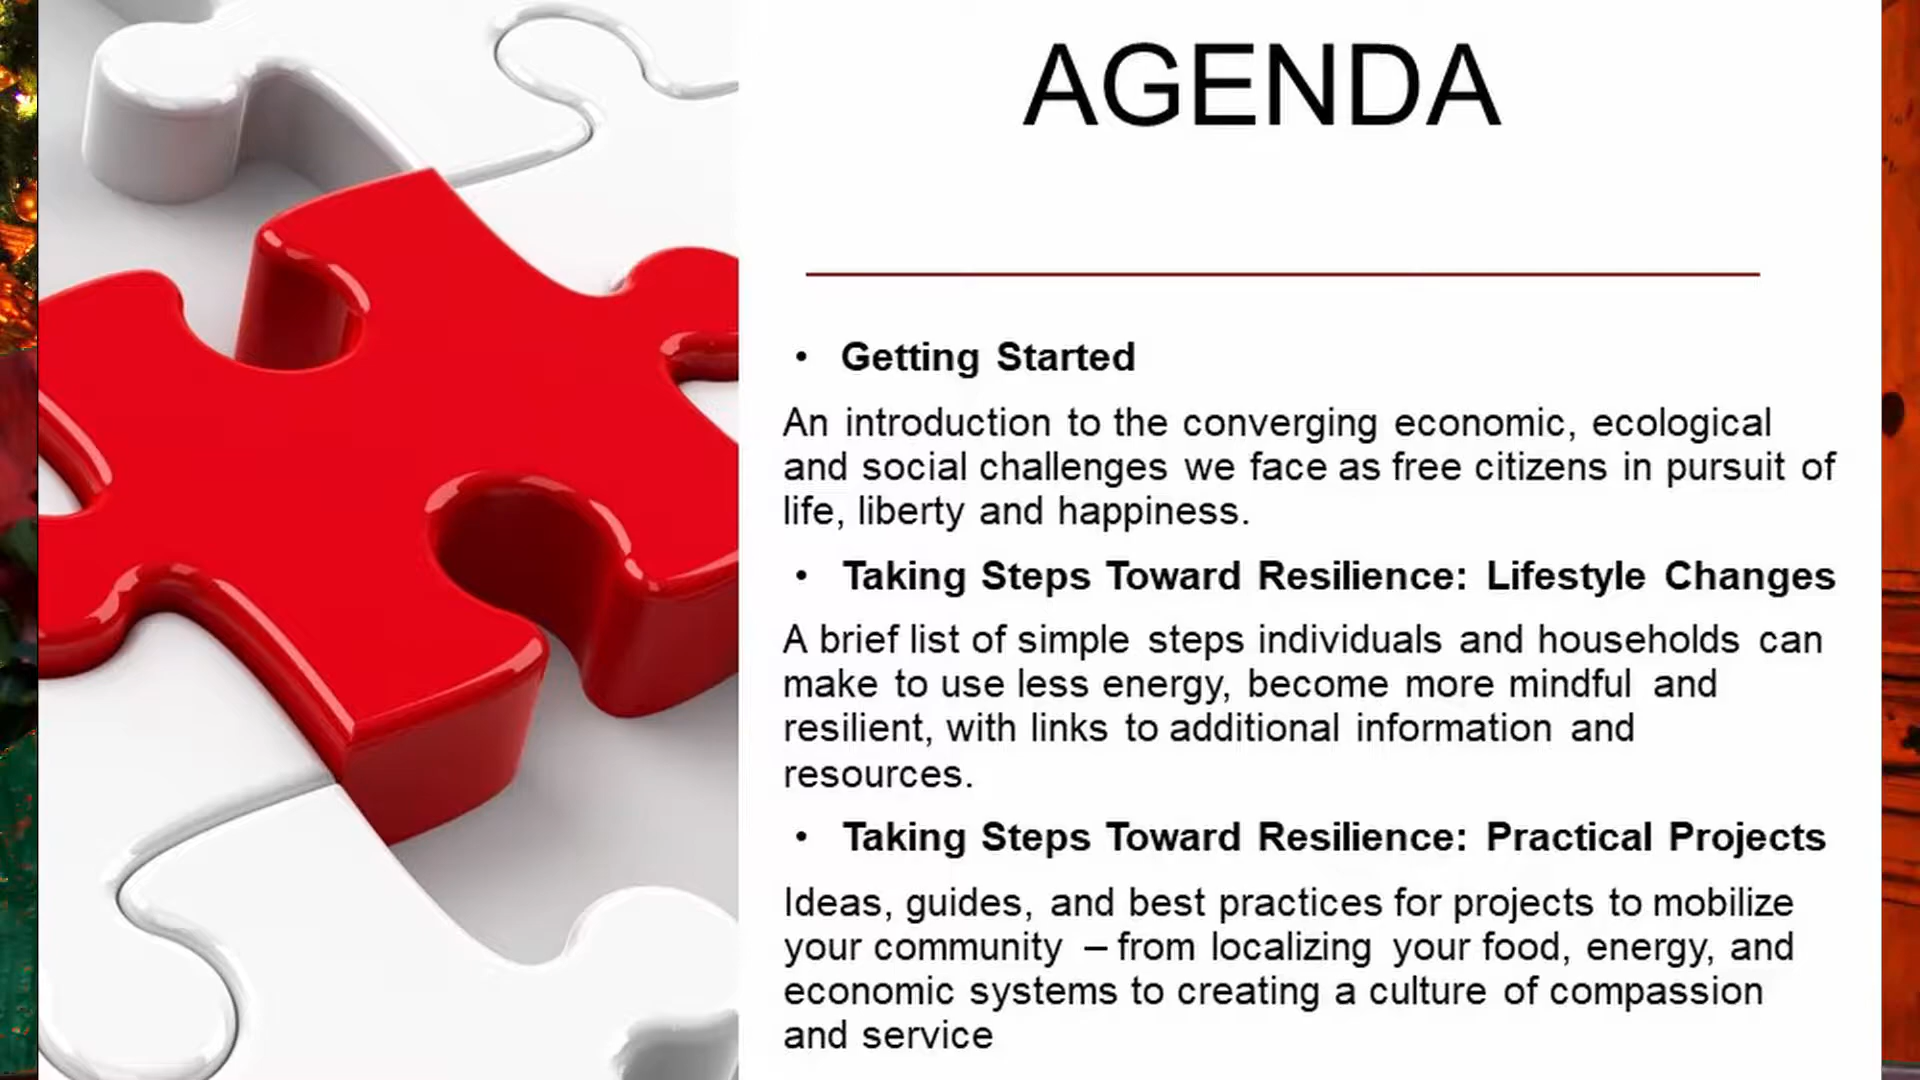 AGENDA
• Getting Started
An introduction to the converging economic, ecological
and social challenges we face as free citizens in pursuit of
life, liberty and happiness.
• Taking Steps Toward Resilience: Lifestyle Changes
A brief list of simple steps individuals and households can
make to use less energy, become more mindful and
resilient, with links to additional information and
resources.
• Taking Steps Toward Resilience: Practical Projects
Ideas, guides, and best practices for projects to mobilize
your community – from localizing your food, energy, and
economic systems to creating a culture of compassion
and service